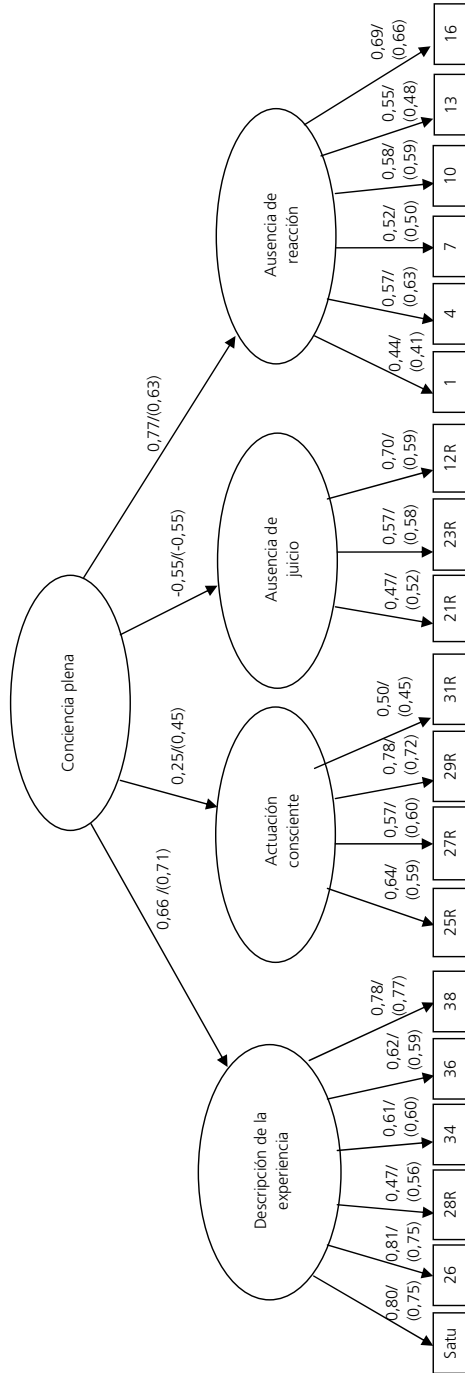 Conciencia plena
0,66 /(0,71)
0,25/(0,45)
-0,55/(-0,55)
0,77/(0,63)
Descripción de la
experiencia
Actuación
consciente
Ausencia de
juicio
Ausencia de
reacción
0,80/
(0,75)
0,81/
(0,75)
0,47/
(0,56)
0,61/
(0,60)
0,62/
(0,59)
0,78/
(0,77)
0,64/
(0,59)
0,57/
(0,60)
0,78/
(0,72)
0,50/
(0,45)
0,47/
(0,52)
0,57/
(0,58)
0,70/
(0,59)
0,44/
(0,41)
0,57/
(0,63)
0,52/
(0,50)
0,58/
(0,59)
0,55/
(0,48)
0,69/
(0,66)
Satu
26
28R
34
36
38
25R
27R
29R
31R
21R
23R
12R
1
4
7
10
13
16